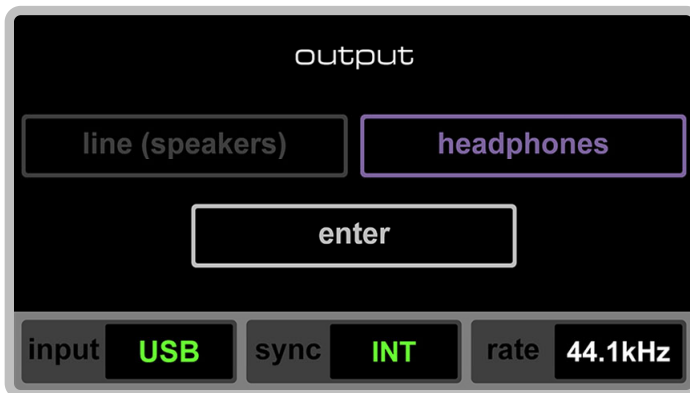 output
line (speakers) headphones
enter
input USB sync INT rate 44.1kHz